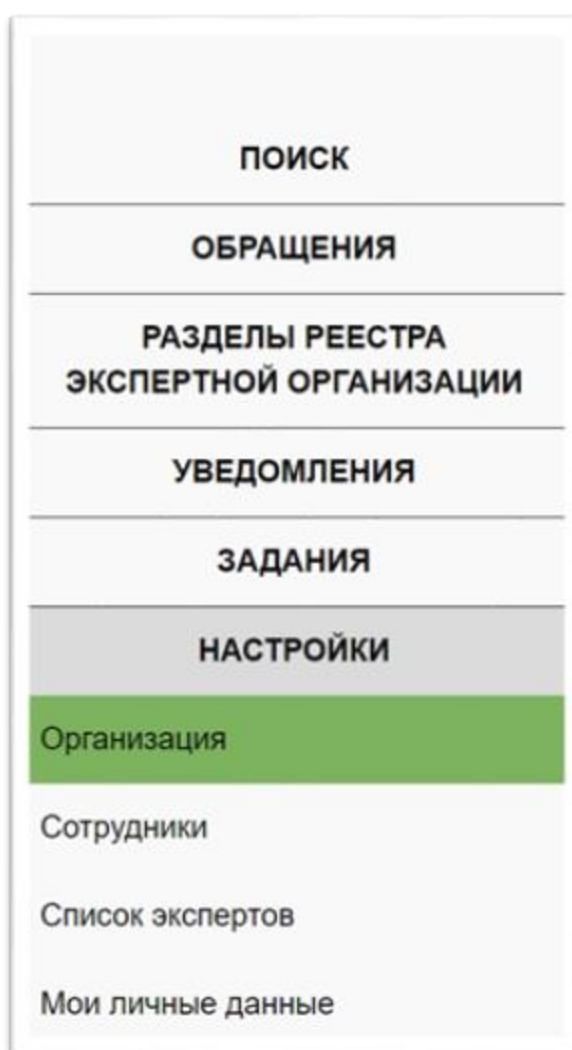 ПОИСК
ОБРАЩЕНИЯ
РАЗДЕЛЫ РЕЕСТРА
ЭКСПЕРТНОЙ ОРГАНИЗАЦИИ
УВЕДОМЛЕНИЯ
ЗАДАНИЯ
НАСТРОЙКИ
Организация
Сотрудники
Список экспертов
Мои личные данные